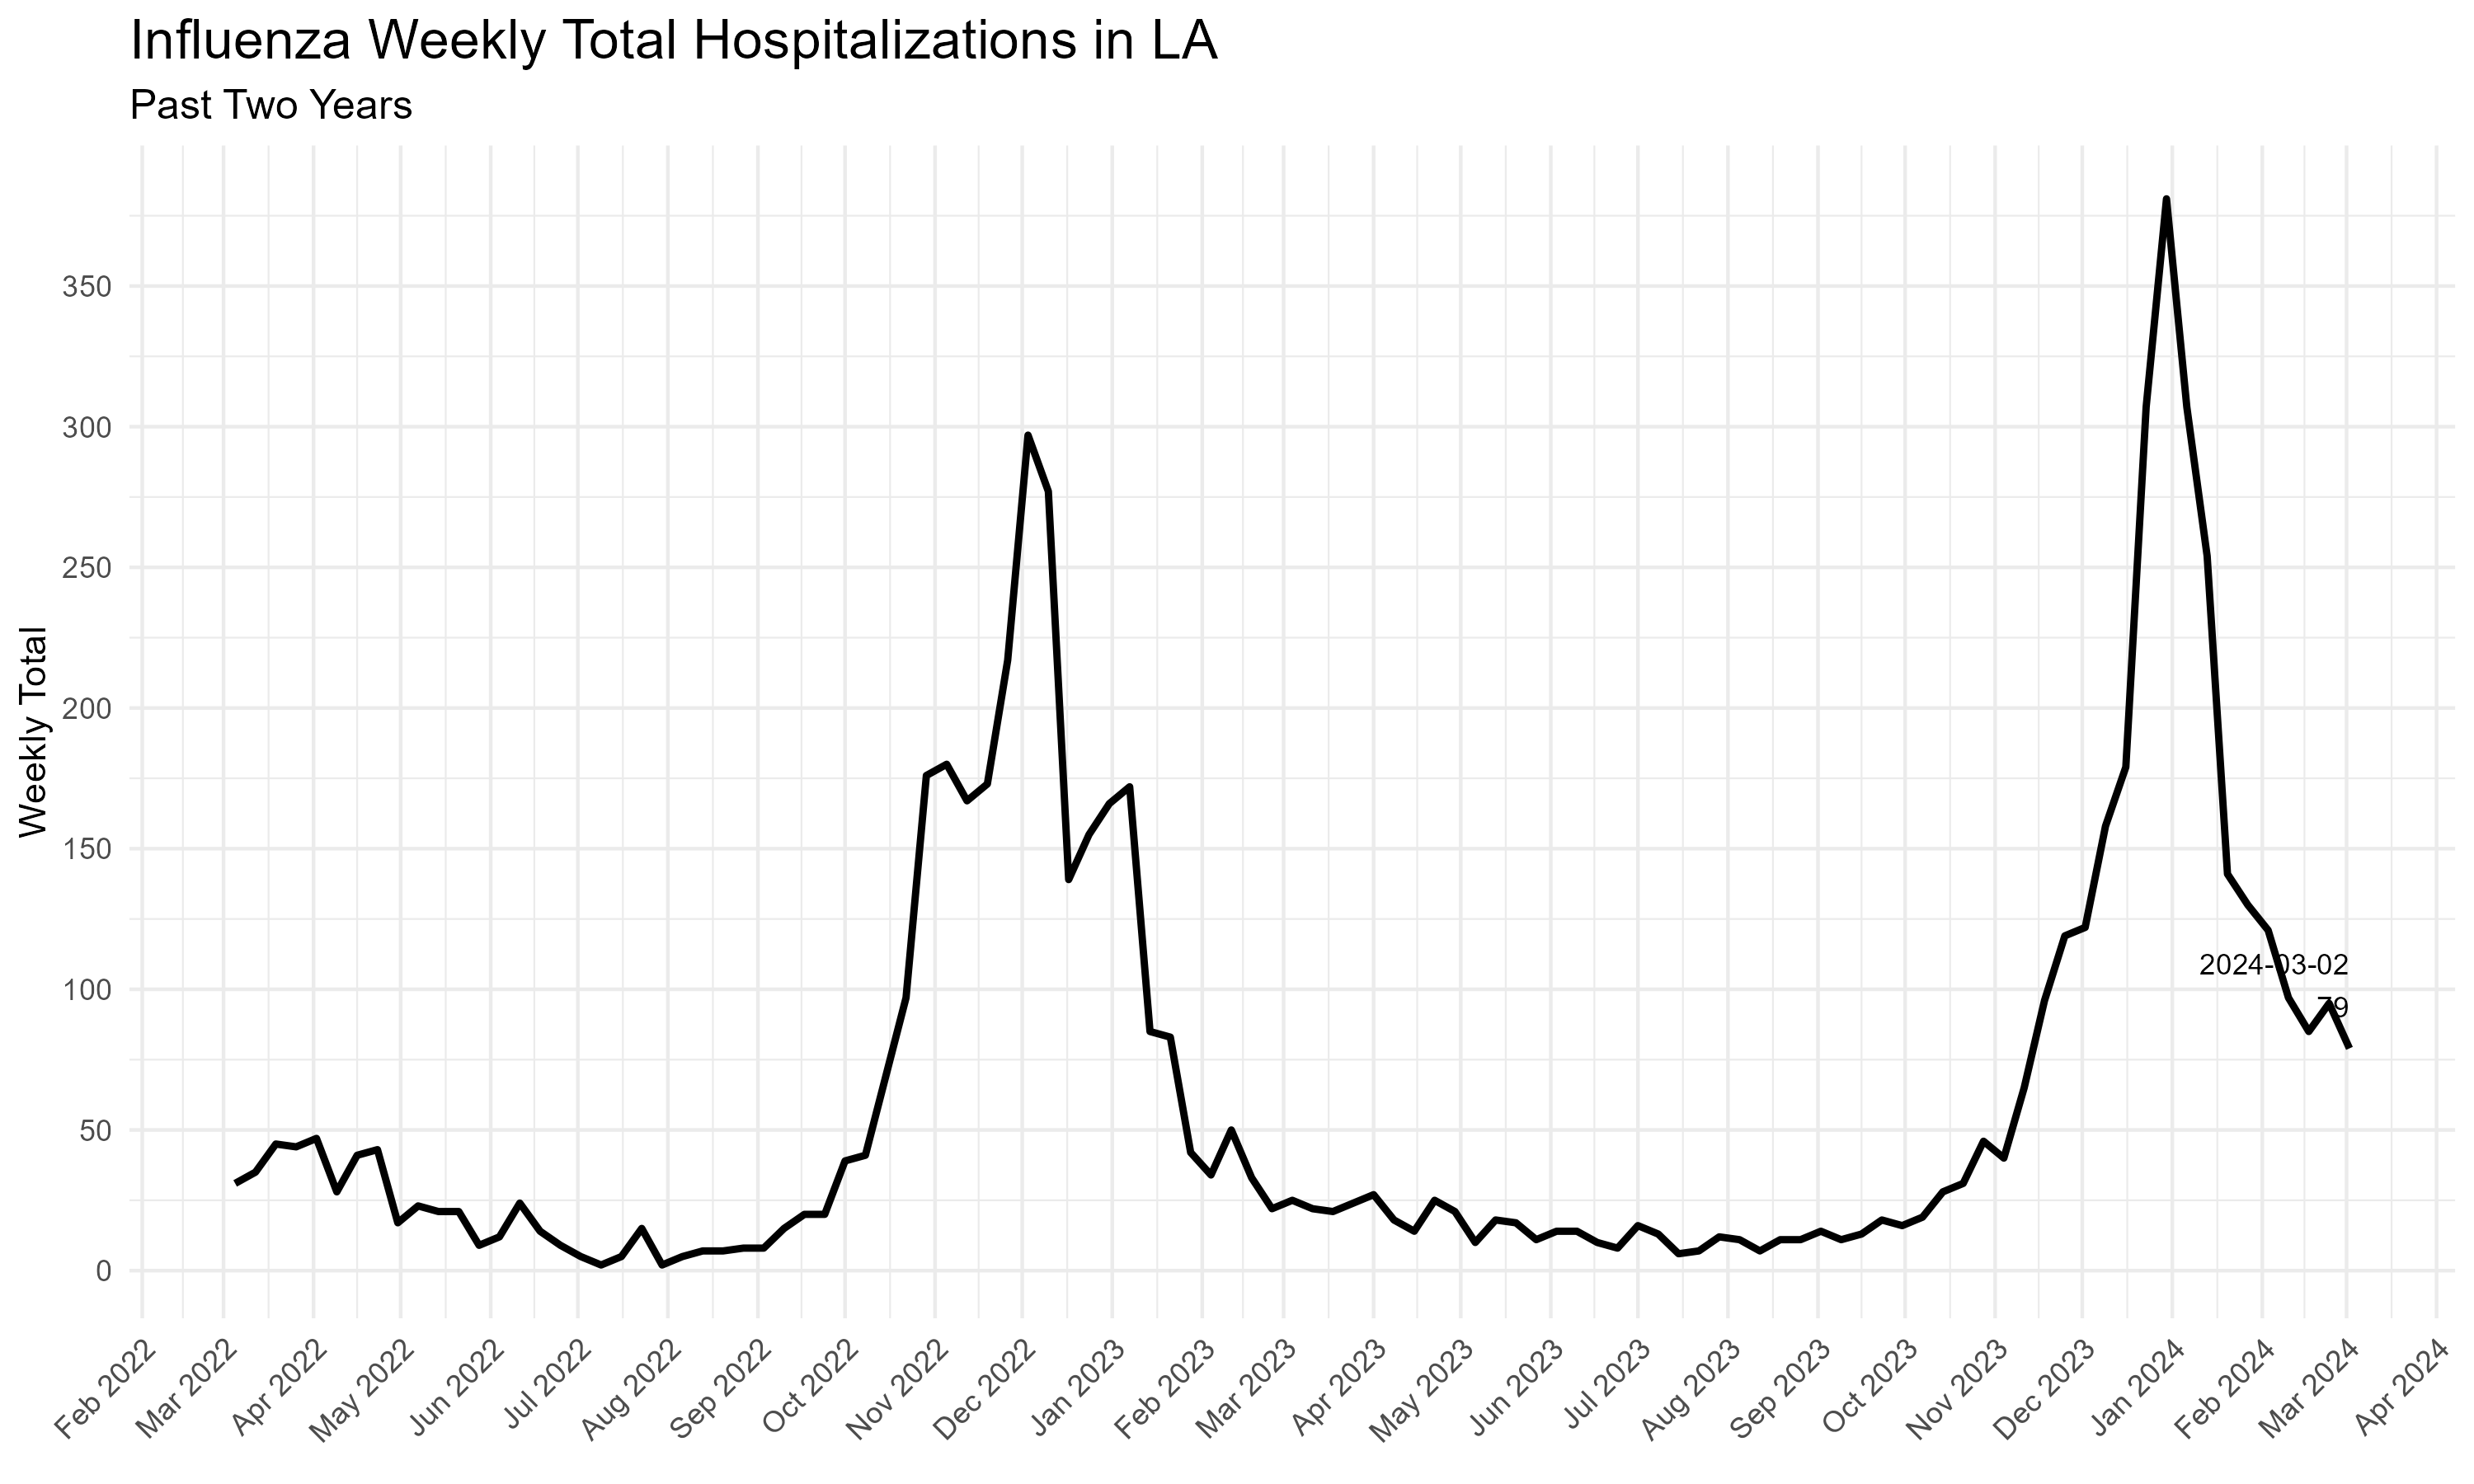 Influenza Weekly Total Hospitalizations in LA
Past Two Years
Weekly Total
350
300
250
200
150
100
50
0
2024-03-02
79
Feb 2022
Mar 2022
Apr 2022
May 2022
Jun 2022
Jul 2022
Aug 2022
Sep 2022
Oct 2022
Nov 2022
Dec 2022
Jan 2023
Feb 2023
Mar 2023
Apr 2023
May 2023
Jun 2023
Jul 2023
Aug 2023
Sep 2023
Oct 2023
Nov 2023
Dec 2023
Jan 2024
Feb 2024
Mar 2024
Apr 2024